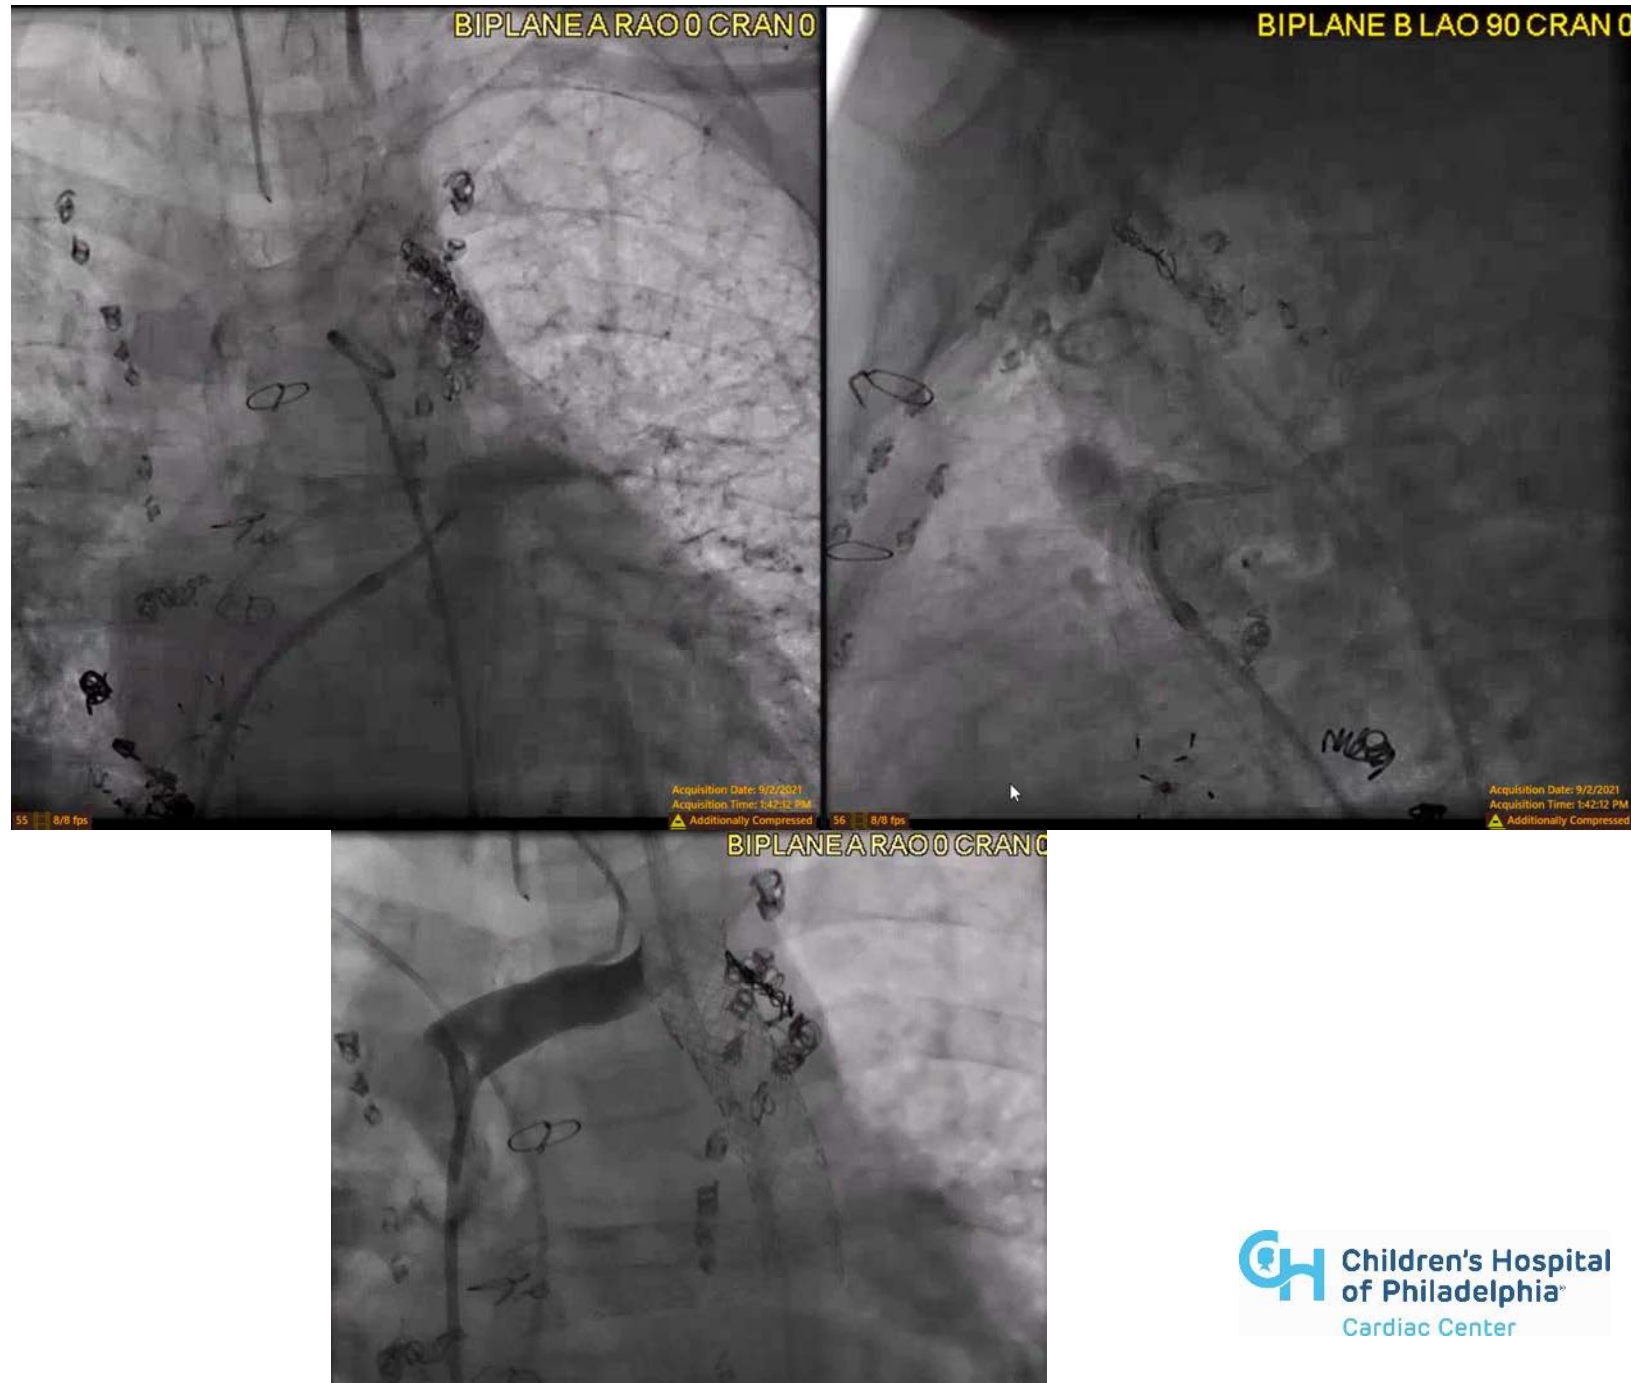 BIPLANE A RAO 0 CRAN 0
BIPLANE B LAO 90 CRAN 0
Acquisition Date: 9/2/2021
Acquisition Time: 1:42:12 PM
55 8/8 fps
Additionally Compressed
Acquisition Date: 9/2/2021
Acquisition Time: 1:42:12 PM
56 8/8 fps
Additionally Compressed
BIPLANE A RAO 0 CRAN 0
Children's Hospital
of Philadelphia
Cardiac Center